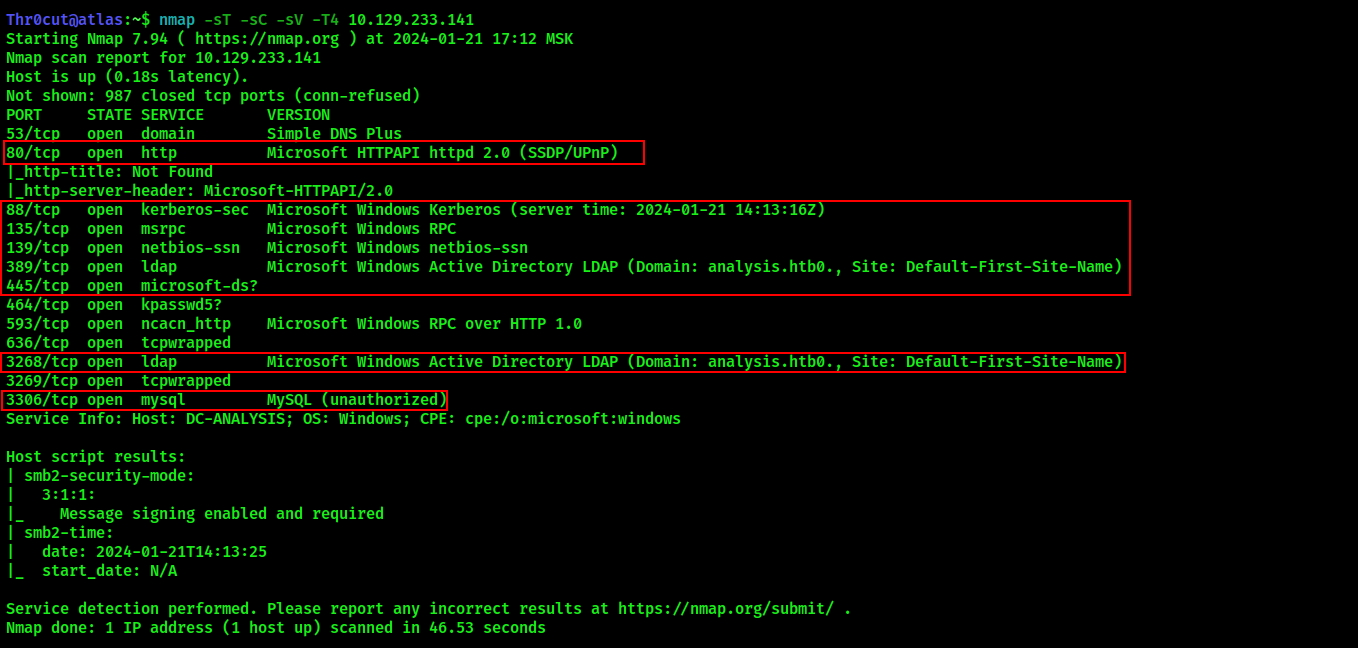 Thr0cut@atlas:~$ nmap -sT -sC -sV -T4 10.129.233.141
Starting Nmap 7.94 ( https://nmap.org ) at 2024-01-21 17:12 MSK
Nmap scan report for 10.129.233.141
Host is up (0.18s latency).
Not shown: 987 closed tcp ports (conn-refused)
PORT     STATE SERVICE       VERSION
53/tcp   open  domain        Simple DNS Plus
80/tcp   open  http          Microsoft HTTPAPI httpd 2.0 (SSDP/UPnP)
|_http-title: Not Found
|_http-server-header: Microsoft-HTTPAPI/2.0
88/tcp   open  kerberos-sec  Microsoft Windows Kerberos (server time: 2024-01-21 14:13:16Z)
135/tcp  open  msrpc         Microsoft Windows RPC
139/tcp  open  netbios-ssn   Microsoft Windows netbios-ssn
389/tcp  open  ldap          Microsoft Windows Active Directory LDAP (Domain: analysis.htb0., Site: Default-First-Site-Name)
445/tcp  open  microsoft-ds?
464/tcp  open  kpasswd5?
593/tcp  open  ncacn_http    Microsoft Windows RPC over HTTP 1.0
636/tcp  open  tcpwrapped
3268/tcp open  ldap          Microsoft Windows Active Directory LDAP (Domain: analysis.htb0., Site: Default-First-Site-Name)
3269/tcp open  tcpwrapped
3306/tcp open  mysql         MySQL (unauthorized)
Service Info: Host: DC-ANALYSIS; OS: Windows; CPE: cpe:/o:microsoft:windows

Host script results:
| smb2-security-mode:
|   3:1:1:
|_    Message signing enabled and required
| smb2-time:
|   date: 2024-01-21T14:13:25
|_  start_date: N/A

Service detection performed. Please report any incorrect results at https://nmap.org/submit/ .
Nmap done: 1 IP address (1 host up) scanned in 46.53 seconds